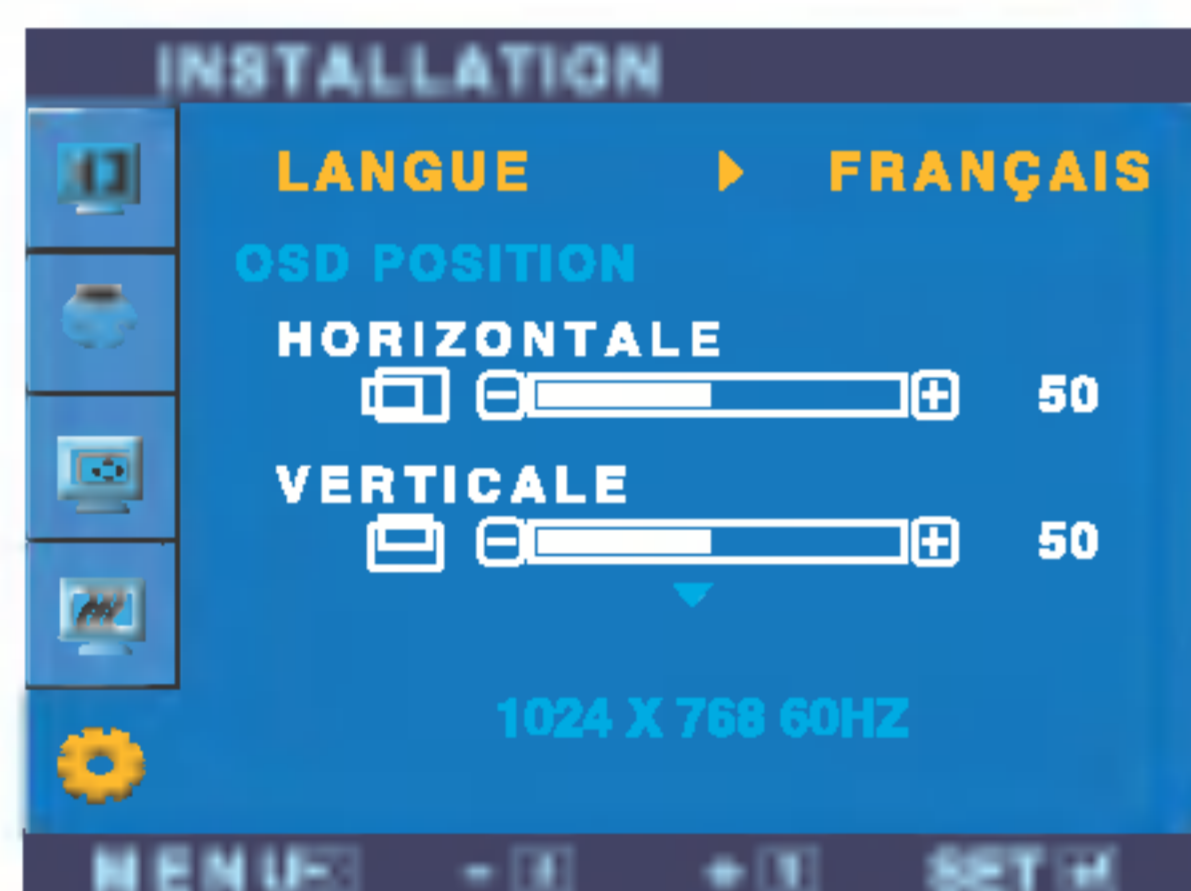 INSTALLATION
LANGUE FRANÇAIS
OSD POSITION
HORIZONTALE
50
VERTICALE
50
1024 X 768 60HZ
MENU - + SET